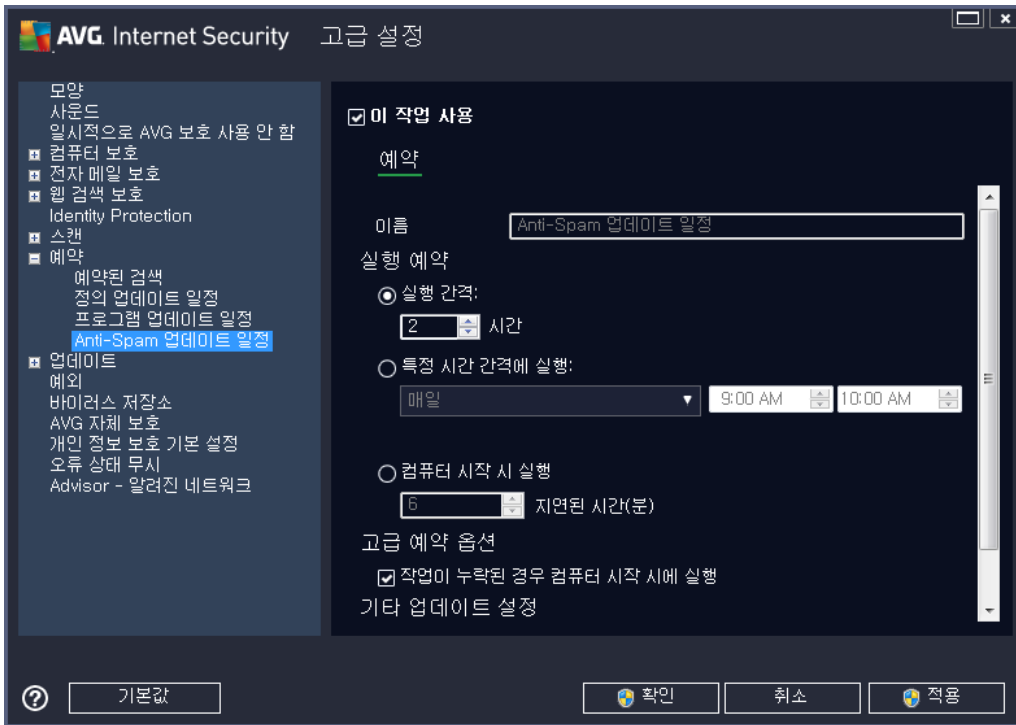 AVG. Internet Security 고급 설정
모양
사운드
일시적으로 AVG 보호 사용 안 함
컴퓨터 보호
전자 메일 보호
웹 검색 보호
Identity Protection
스캔
예약
예약된 검색
정의 업데이트 일정
프로그램 업데이트 일정
Anti-Spam 업데이트 일정
업데이트
예외
바이러스 저장소
AVG 자체 보호
개인 정보 보호 기본 설정
오류 상태 무시
Advisor - 알려진 네트워크
이 작업 사용
예약
이름 Anti-Spam 업데이트 일정
실행 예약
실행 간격:
2 시간
특정 시간 간격에 실행:
매일 9:00 AM 10:00 AM
컴퓨터 시작 시 실행
6 지연된 시간(분)
고급 예약 옵션
작업이 누락된 경우 컴퓨터 시작 시에 실행
기타 업데이트 설정
기본값 확인 취소 적용